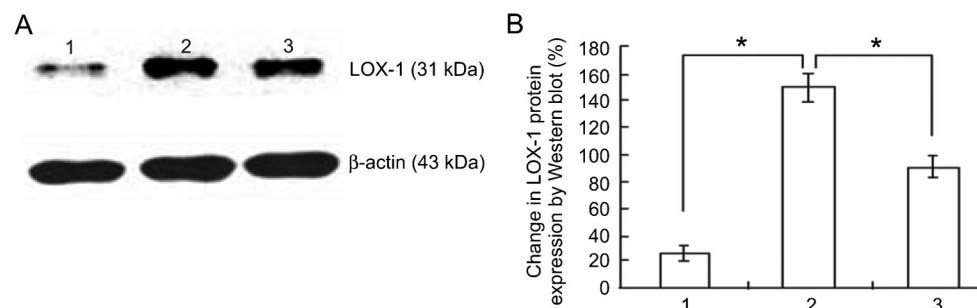 A
1 2 3
LOX-1 (31 kDa)
β-actin (43 kDa)
B
Change in LOX-1 protein
expression by Western blot (%)
180
160
140
120
100
80
60
40
20
0
* *
1 2 3